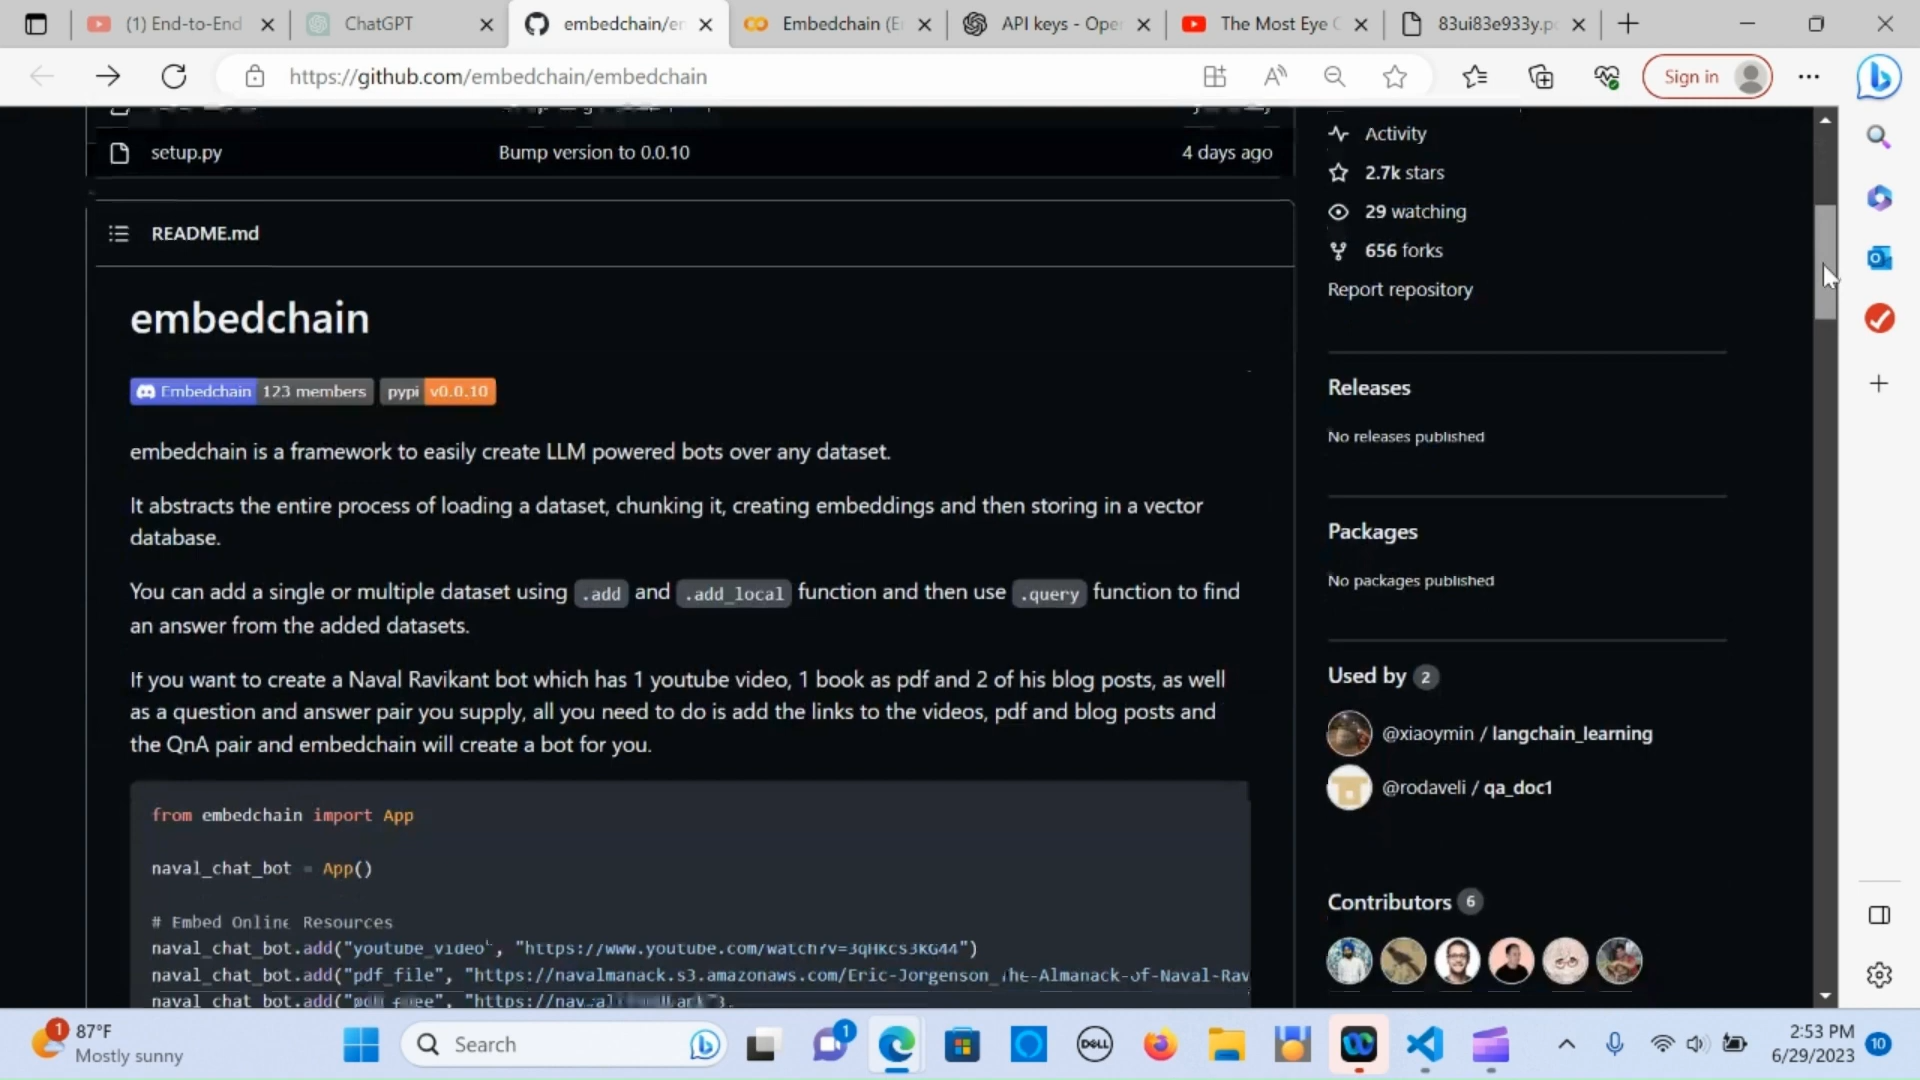 (1) End-to-End
ChatGPT
embedchain/e
Embedchain (E
API keys - Ope
The Most Eye C
83ui83e933y.p
https://github.com/embedchain/embedchain
Sign in
setup.py Bump version to 0.0.10 4 days ago
README.md
embedchain
Embedchain 123 members pypi v0.0.10
embedchain is a framework to easily create LLM powered bots over any dataset.
It abstracts the entire process of loading a dataset, chunking it, creating embeddings and then storing in a vector
database.
You can add a single or multiple dataset using .add and .add_local function and then use .query function to find
an answer from the added datasets.
If you want to create a Naval Ravikant bot which has 1 youtube video, 1 book as pdf and 2 of his blog posts, as well
as a question and answer pair you supply, all you need to do is add the links to the videos, pdf and blog posts and
the QnA pair and embedchain will create a bot for you.
from embedchain import App
naval_chat_bot = App()
# Embed Online Resources
naval_chat_bot.add("youtube_video", "https://www.youtube.com/watch?v=3qHkcs3kG44")
naval_chat_bot.add("pdf_file", "https://navalmanack.s3.amazonaws.com/Eric-Jorgenson_The-Almanack-of-Naval-Rav
naval_chat_bot.add(
Activity
2.7k stars
29 watching
656 forks
Report repository
Releases
No releases published
Packages
No packages published
Used by 2
@xiaoymin / langchain_learning
@rodaveli / qa_doc1
Contributors 6
1
87°F
Mostly sunny
Search
1
DELL
2:53 PM
6/29/2023
10